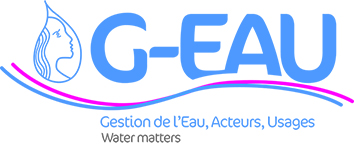 G-EAU
Gestion de l'Eau, Acteurs, Usages
Water matters